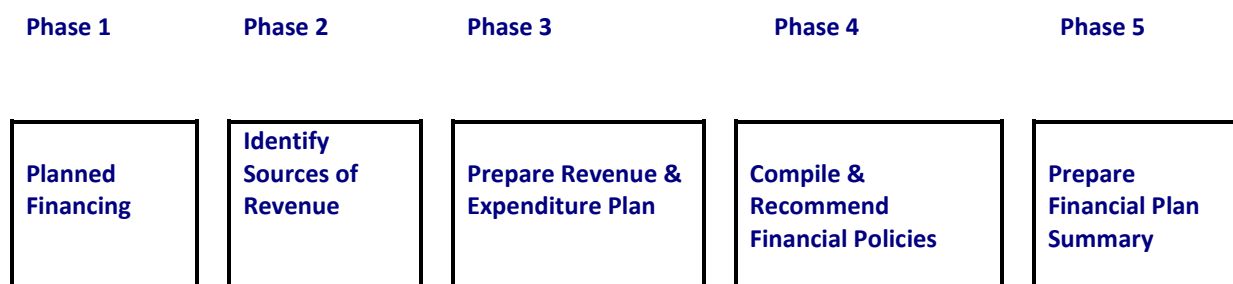 Phase 1
Phase 2
Phase 3
Phase 4
Phase 5
Planned
Financing
Identify
Sources of
Revenue
Prepare Revenue &
Expenditure Plan
Compile &
Recommend
Financial Policies
Prepare
Financial Plan
Summary